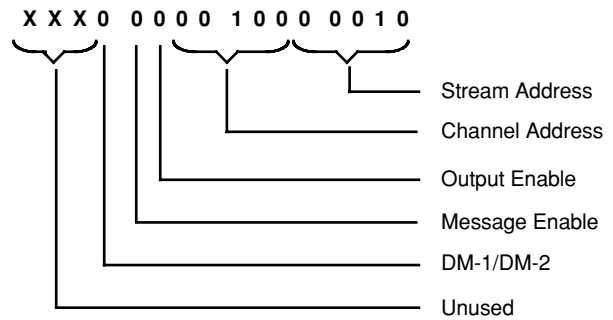 X X X 0 0 0 0 0 1 0 0 0 0 0 1 0
Stream Address
Channel Address
Output Enable
Message Enable
DM-1/DM-2
Unused